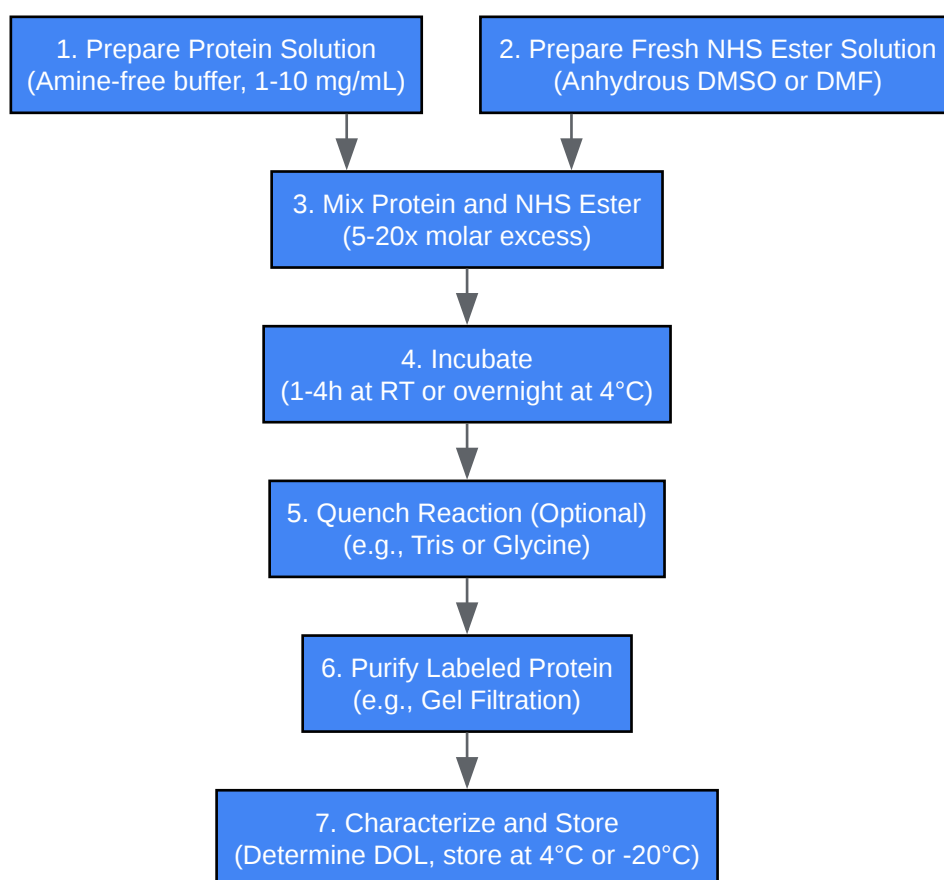 1. Prepare Protein Solution
(Amine-free buffer, 1-10 mg/mL)
2. Prepare Fresh NHS Ester Solution
(Anhydrous DMSO or DMF)
3. Mix Protein and NHS Ester
(5-20x molar excess)
4. Incubate
(1-4h at RT or overnight at 4°C)
5. Quench Reaction (Optional)
(e.g., Tris or Glycine)
6. Purify Labeled Protein
(e.g., Gel Filtration)
7. Characterize and Store
(Determine DOL, store at 4°C or -20°C)